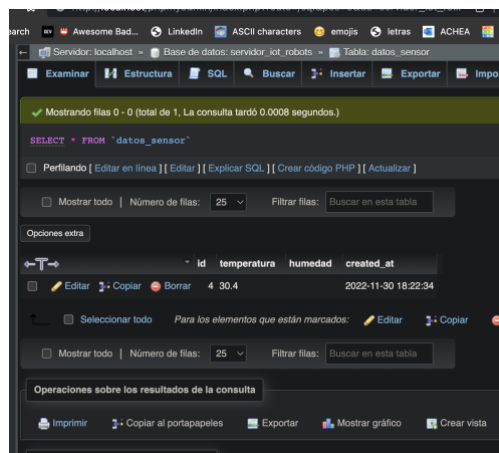 earch DEV Awesome Bad... LinkedIn ASCII characters emojis letras ACHEA
Servidor: localhost » Base de datos: servidor_iot_robots » Tabla: datos_sensor
Examinar Estructura SQL Buscar Insertar Exportar Impo
Mostrando filas 0 - 0 (total de 1, La consulta tardó 0.0008 segundos.)
SELECT * FROM `datos_sensor`
Perfilando [ Editar en línea ] [ Editar ] [ Explicar SQL ] [ Crear código PHP ] [ Actualizar ]
Mostrar todo | Número de filas: 25 Filtrar filas: Buscar en esta tabla
Opciones extra
←T→ id temperatura humedad created_at
Editar Copiar Borrar 4 30.4 2022-11-30 18:22:34
Seleccionar todo Para los elementos que están marcados: Editar Copiar
Mostrar todo | Número de filas: 25 Filtrar filas: Buscar en esta tabla
Operaciones sobre los resultados de la consulta
Imprimir Copiar al portapapeles Exportar Mostrar gráfico Crear vista